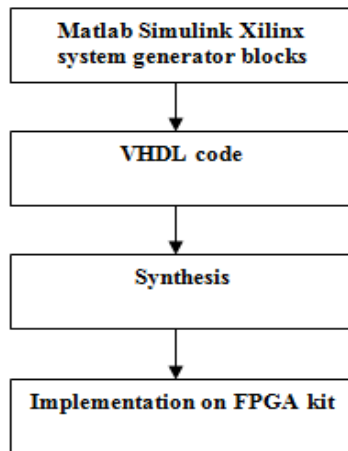 Matlab Simulink Xilinx
system generator blocks
VHDL code
Synthesis
Implementation on FPGA kit